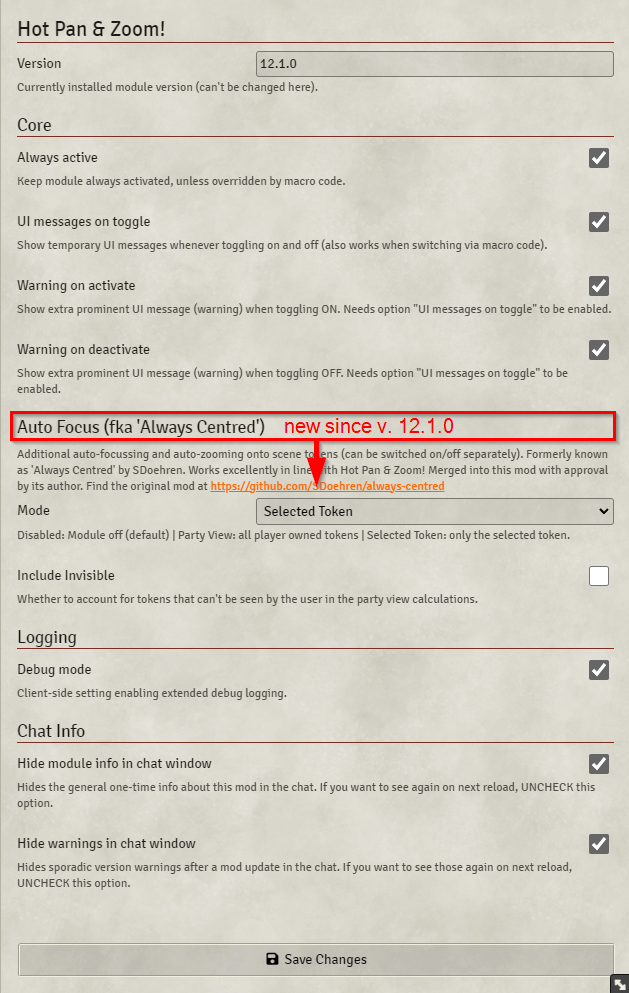 Hot Pan & Zoom!
Version
12.1.0
Currently installed module version (can't be changed here).
Core
Always active
Keep module always activated, unless overridden by macro code.
UI messages on toggle
Show temporary UI messages whenever toggling on and off (also works when switching via macro code).
Warning on activate
Show extra prominent UI message (warning) when toggling ON. Needs option "UI messages on toggle" to be enabled.
Warning on deactivate
Show extra prominent UI message (warning) when toggling OFF. Needs option "UI messages on toggle" to be
enabled.
Auto Focus (fka 'Always Centred') new since v. 12.1.0
Additional auto-focussing and auto-zooming onto scene tokens (can be switched on/off separately). Formerly known
as 'Always Centred' by SDoehren. Works excellently in line with Hot Pan & Zoom! Merged into this mod with approval
by its author. Find the original mod at https://github.com/SDoehren/always-centred
Mode
Selected Token
Disabled: Module off (default) | Party View: all player owned tokens | Selected Token: only the selected token.
Include Invisible
Whether to account for tokens that can't be seen by the user in the party view calculations.
Logging
Debug mode
Client-side setting enabling extended debug logging.
Chat Info
Hide module info in chat window
Hides the general one-time info about this mod in the chat. If you want to see again on next reload, UNCHECK this
option.
Hide warnings in chat window
Hides sporadic version warnings after a mod update in the chat. If you want to see those again on next reload,
UNCHECK this option.
Save Changes